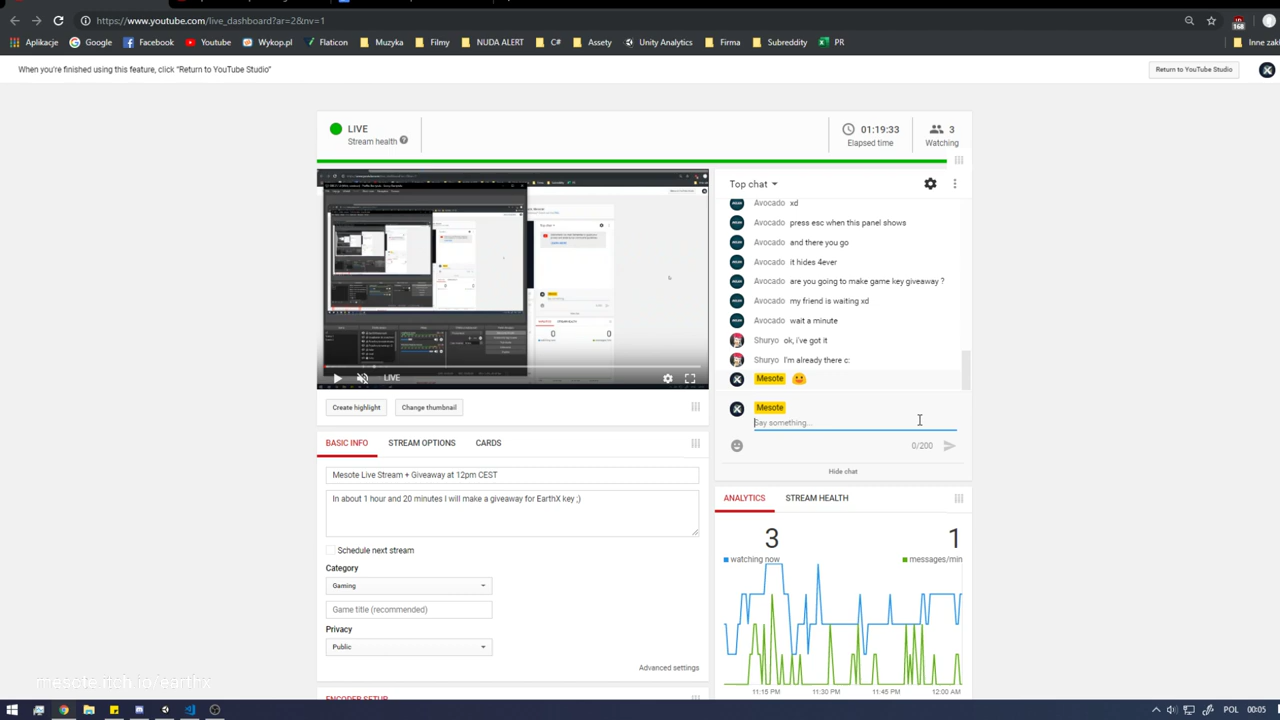 https://www.youtube.com/live_dashboard?ar=2&nv=1
168
Aplikacje Google Facebook Youtube Wykop.pl Flaticon Muzyka Filmy NUDA ALERT C# Assety Unity Analytics Firma Subreddity PR Inne zakł
When you're finished using this feature, click "Return to YouTube Studio"
Return to YouTube Studio
LIVE
Stream health
01:19:33
Elapsed time
3
Watching
LIVE
Top chat
Avocado xd
Avocado press esc when this panel shows
Avocado and there you go
Avocado it hides 4ever
Avocado are you going to make game key giveaway ?
Avocado my friend is waiting xd
Avocado wait a minute
Shuryo ok, i've got it
Shuryo I'm already there c:
Mesote
Mesote
Say something...
0/200
Hide chat
Create highlight Change thumbnail
BASIC INFO STREAM OPTIONS CARDS
Mesote Live Stream + Giveaway at 12pm CEST
In about 1 hour and 20 minutes I will make a giveaway for EarthX key ;)
Schedule next stream
Category
Gaming
Game title (recommended)
Privacy
Public
Advanced settings
ENCODER SETUP
ANALYTICS STREAM HEALTH
3
watching now
1
messages/min
11:15 PM 11:30 PM 11:45 PM 12:00 AM
POL 00:05